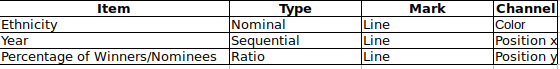 Item Type Mark Channel
Ethnicity Nominal Line Color
Year Sequential Line Position x
Percentage of Winners/Nominees Ratio Line Position y